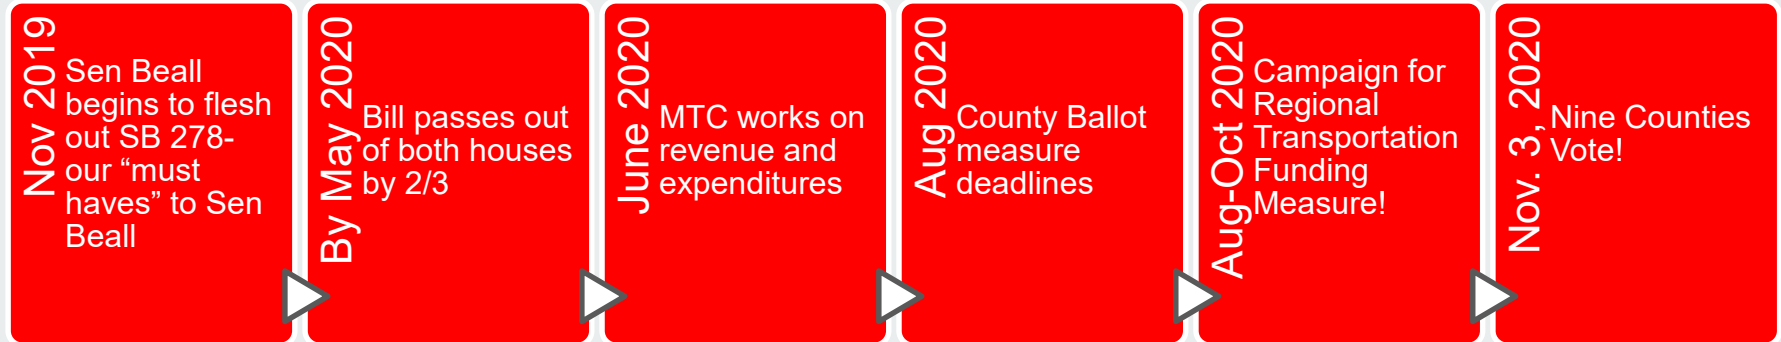 Nov 2019
Sen Beall
begins to flesh
out SB 278-
our “must
haves” to Sen
Beall
By May 2020
Bill passes out
of both houses
by 2/3
June 2020
MTC works on
revenue and
expenditures
Aug 2020
County Ballot
measure
deadlines
Aug-Oct 2020
Campaign for
Regional
Transportation
Funding
Measure!
Nov. 3, 2020
Nine Counties
Vote!